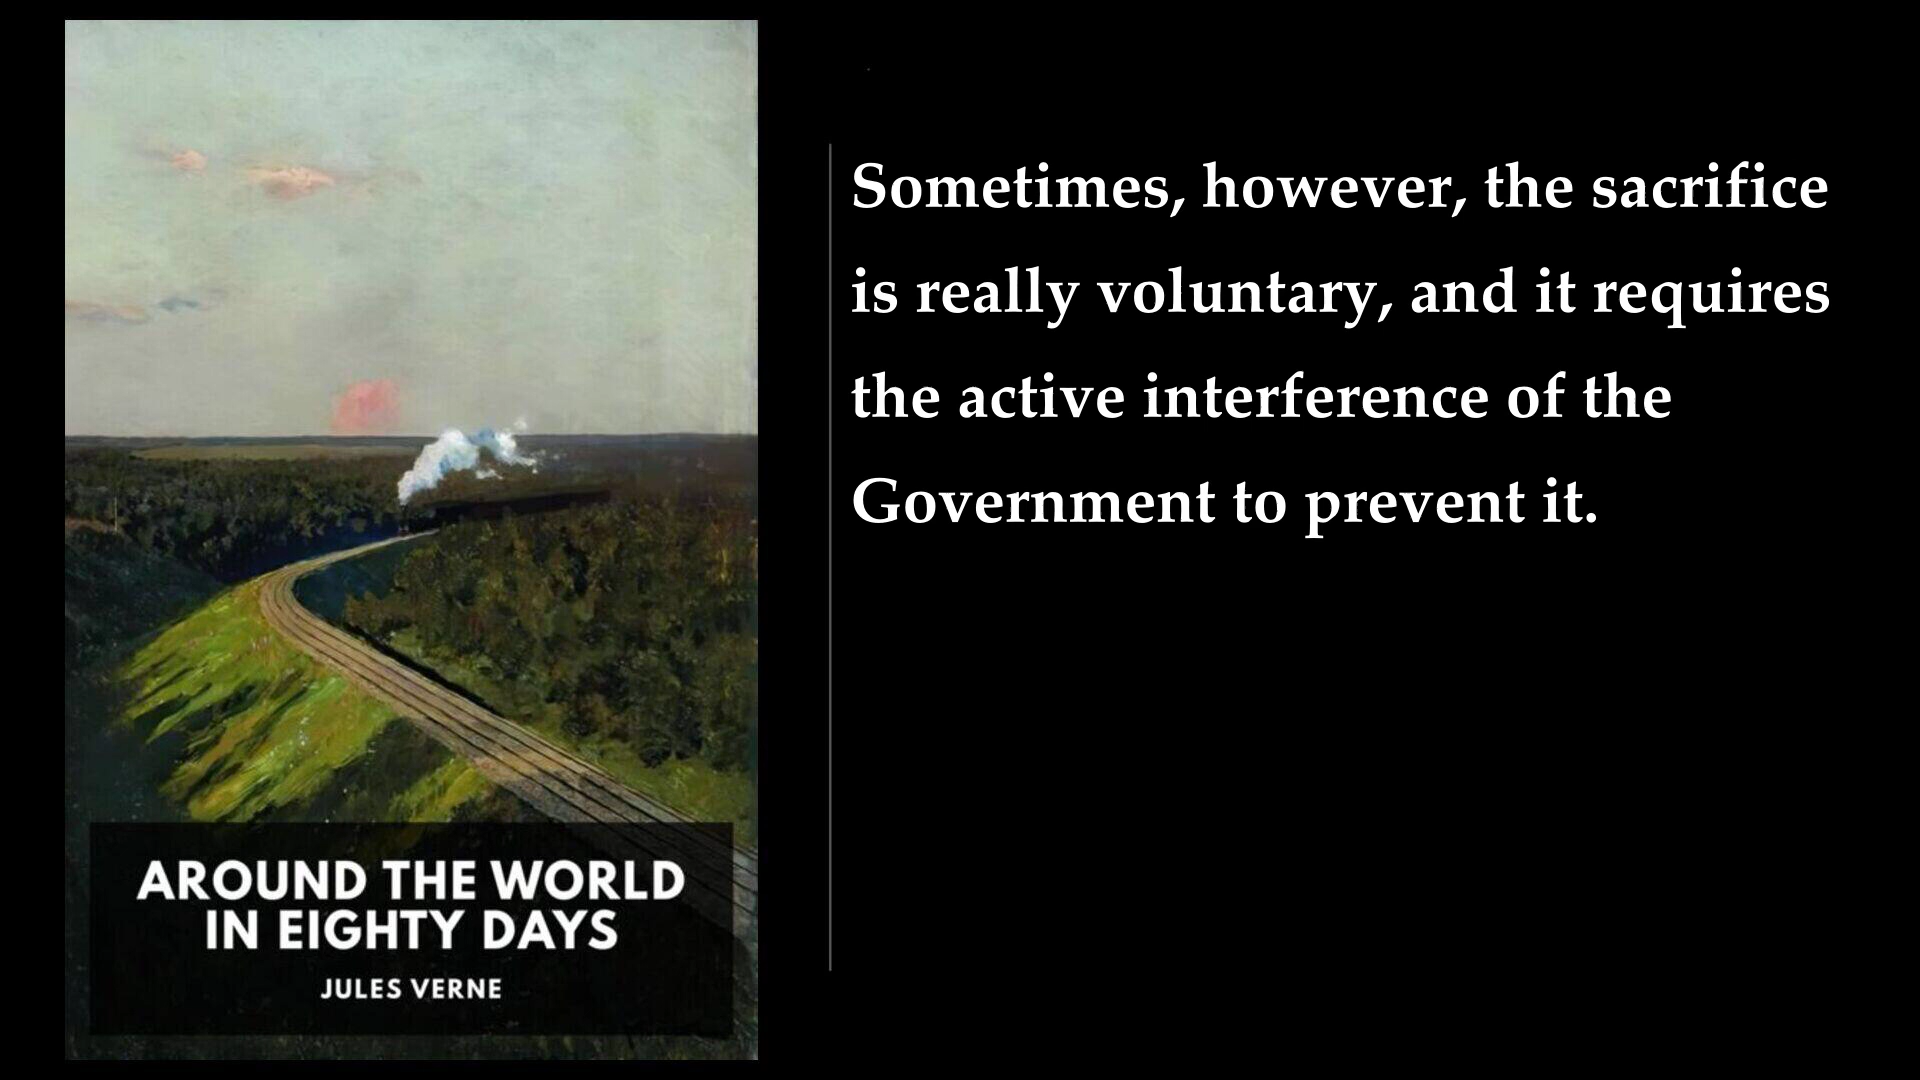 Sometimes, however, the sacrifice
is really voluntary, and it requires
the active interference of the
Government to prevent it.
AROUND THE WORLD
IN EIGHTY DAYS
JULES VERNE